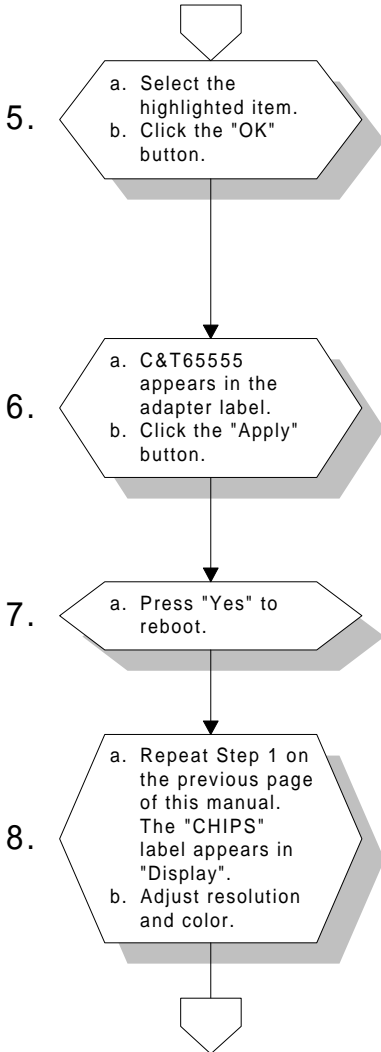 5.
a. Select the
highlighted item.
b. Click the "OK"
button.
6.
a. C&T65555
appears in the
adapter label.
b. Click the "Apply"
button.
7.
a. Press "Yes" to
reboot.
8.
a. Repeat Step 1 on
the previous page
of this manual.
The "CHIPS"
label appears in
"Display".
b. Adjust resolution
and color.